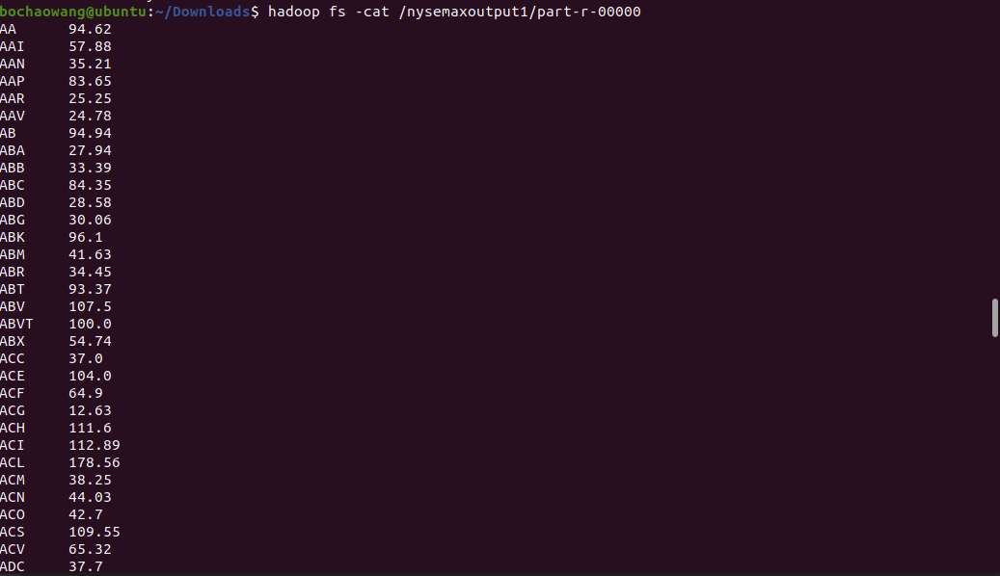 bochaowang@ubuntu:~/Downloads$ hadoop fs -cat /nysemaxoutput1/part-r-00000
AA 94.62
AAI 57.88
AAN 35.21
AAP 83.65
AAR 25.25
AAV 24.78
AB 94.94
ABA 27.94
ABB 33.39
ABC 84.35
ABD 28.58
ABG 30.06
ABK 96.1
ABM 41.63
ABR 34.45
ABT 93.37
ABV 107.5
ABVT 100.0
ABX 54.74
ACC 37.0
ACE 104.0
ACF 64.9
ACG 12.63
ACH 111.6
ACI 112.89
ACL 178.56
ACM 38.25
ACN 44.03
ACO 42.7
ACS 109.55
ACV 65.32
ADC 37.7